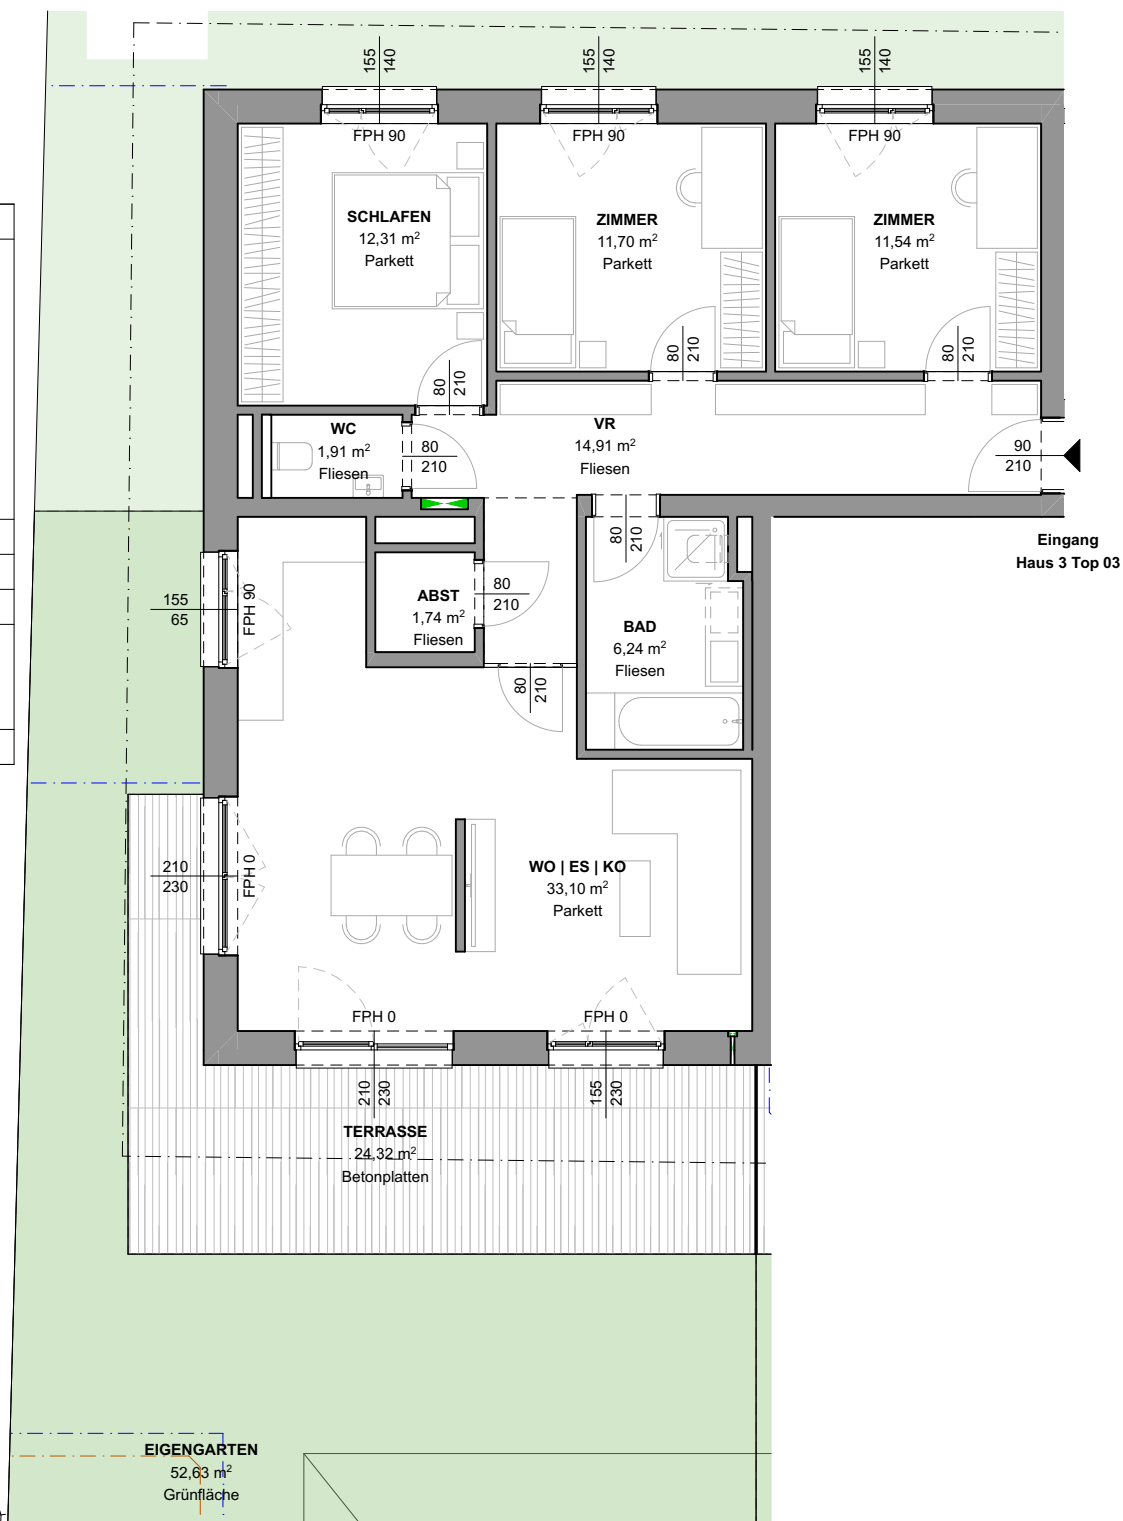 155
140
155
140
155
140
FPH 90
FPH 90
FPH 90
SCHLAFEN
12,31 m²
Parkett
ZIMMER
11,70 m²
Parkett
ZIMMER
11,54 m²
Parkett
80
210
80
210
80
210
WC
1,91 m²
Fliesen
80
210
VR
14,91 m²
Fliesen
90
210
Eingang
Haus 3 Top 03
80
210
155
65
FPH 90
ABST
1,74 m²
Fliesen
80
210
BAD
6,24 m²
Fliesen
80
210
210
230
FPH 0
WO | ES | KO
33,10 m²
Parkett
FPH 0
FPH 0
210
230
155
230
TERRASSE
24,32 m²
Betonplatten
EIGENGARTEN
52,63 m²
Grünfläche